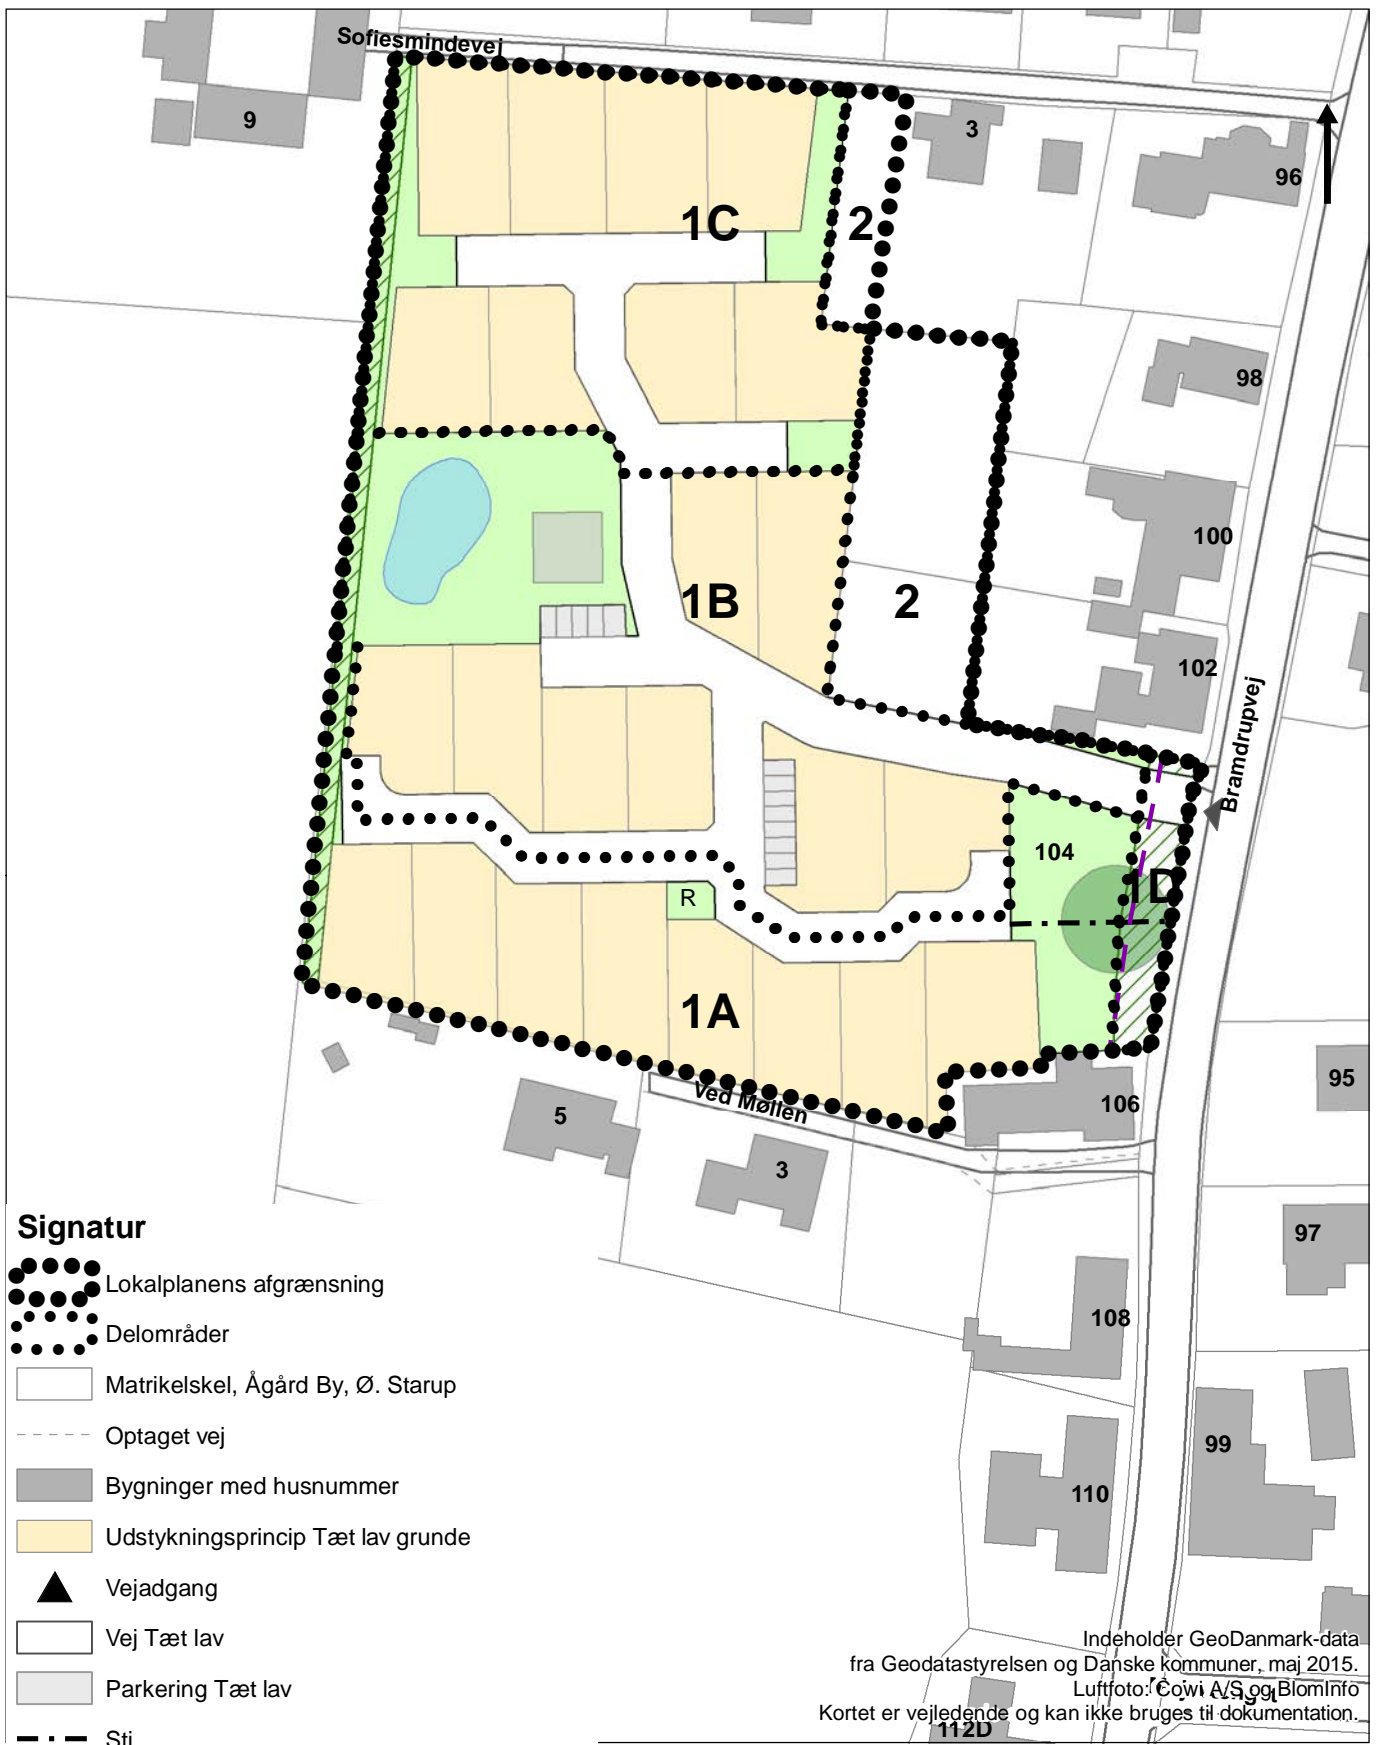 Sofiesmindevej
9
3
96
1C
2
98
100
1B
2
102
Bramdrupvej
104
1D
R
1A
95
Ved Møllen
106
5
3
97
Signatur
Lokalplanens afgrænsning
108
Delområder
Matrikelskel, Ågård By, Ø. Starup
Optaget vej
99
Bygninger med husnummer
110
Udstykningsprincip Tæt lav grunde
Vejadgang
Vej Tæt lav
Parkering Tæt lav
Sti
Indeholder GeoDanmark-data
fra Geodatastyrelsen og Danske kommuner, maj 2015.
Luftfoto: Cowi A/S og BlomInfo
Kortet er vejledende og kan ikke bruges til dokumentation.
112D